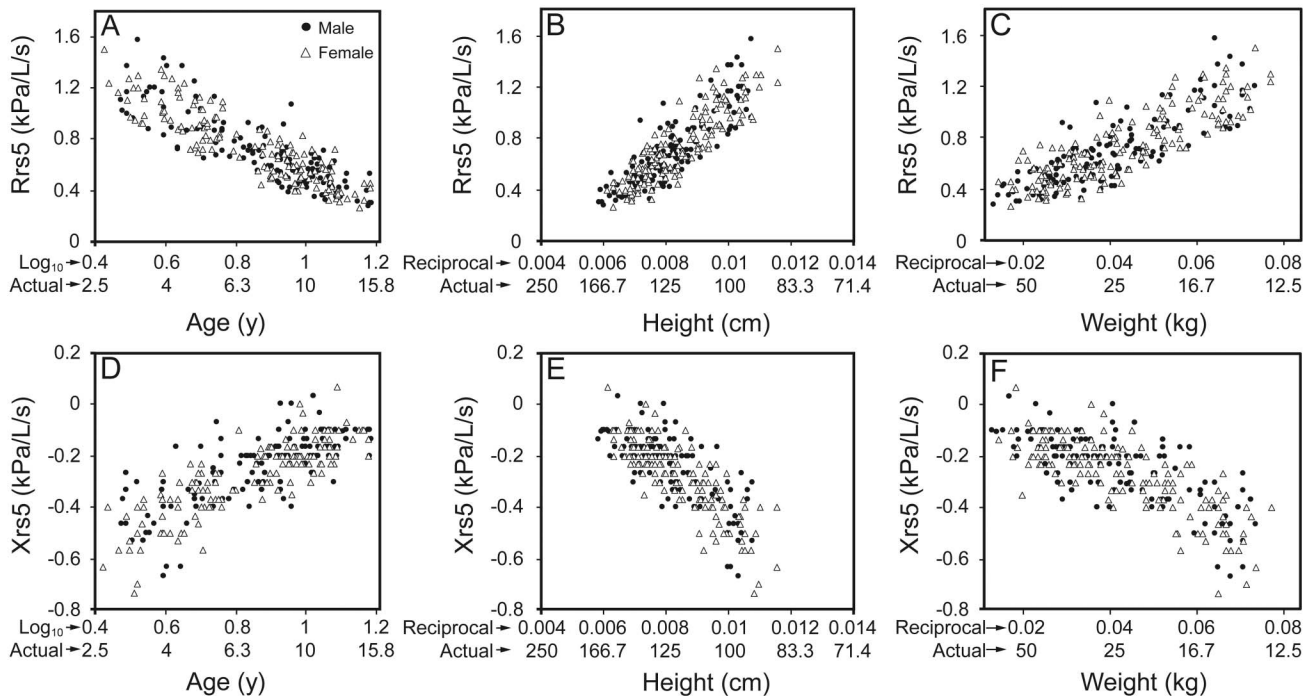 A
● Male
△ Female
Rrs5 (kPa/L/s)
1.6
1.2
0.8
0.4
0
Log₁₀→ 0.4 0.6 0.8 1 1.2
Actual→ 2.5 4 6.3 10 15.8
Age (y)
B
Rrs5 (kPa/L/s)
1.6
1.2
0.8
0.4
0
Reciprocal→ 0.004 0.006 0.008 0.01 0.012 0.014
Actual→ 250 166.7 125 100 83.3 71.4
Height (cm)
C
Rrs5 (kPa/L/s)
1.6
1.2
0.8
0.4
0
Reciprocal→ 0.02 0.04 0.06 0.08
Actual→ 50 25 16.7 12.5
Weight (kg)
D
Xrs5 (kPa/L/s)
0.2
0
-0.2
-0.4
-0.6
-0.8
Log₁₀→ 0.4 0.6 0.8 1 1.2
Actual→ 2.5 4 6.3 10 15.8
Age (y)
E
Xrs5 (kPa/L/s)
0.2
0
-0.2
-0.4
-0.6
-0.8
Reciprocal→ 0.004 0.006 0.008 0.01 0.012 0.014
Actual→ 250 166.7 125 100 83.3 71.4
Height (cm)
F
Xrs5 (kPa/L/s)
0.2
0
-0.2
-0.4
-0.6
-0.8
Reciprocal→ 0.02 0.04 0.06 0.08
Actual→ 50 25 16.7 12.5
Weight (kg)